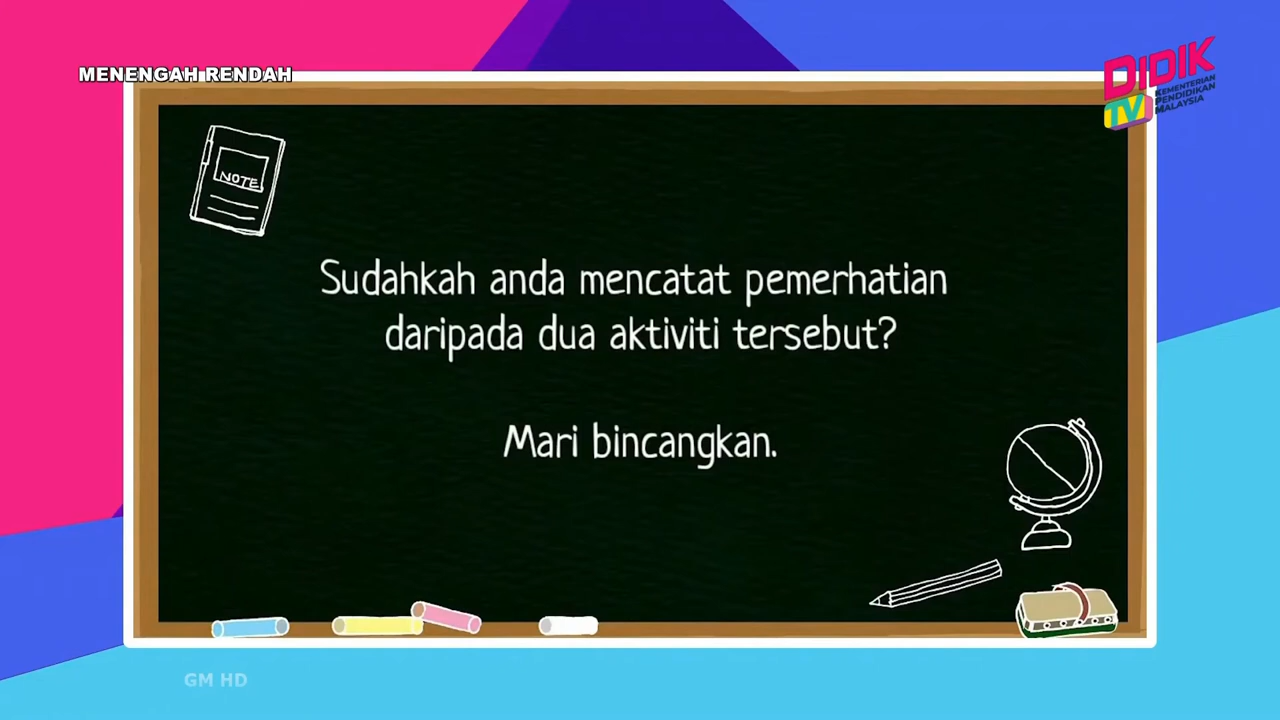 MENENGAH RENDAH
DIDIK
TV
KEMENTERIAN
PENDIDIKAN
MALAYSIA
NOTE
Sudahkah anda mencatat pemerhatian
daripada dua aktiviti tersebut?
Mari bincangkan.
GM HD